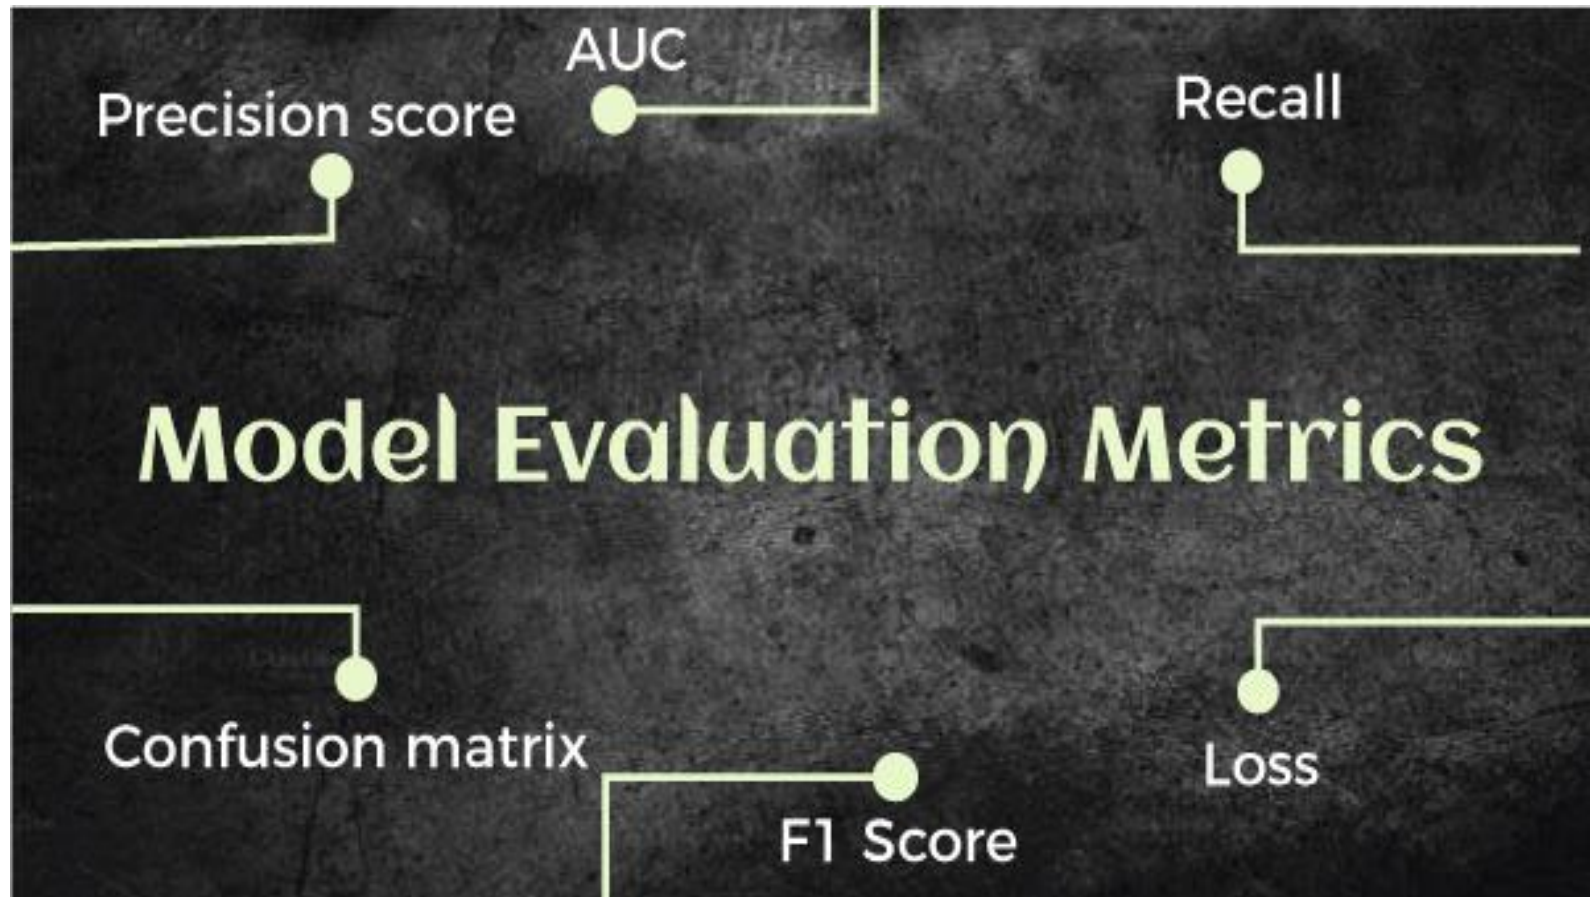 AUC
Precision score
Recall
Model Evaluation Metrics
Confusion matrix
Loss
F1 Score